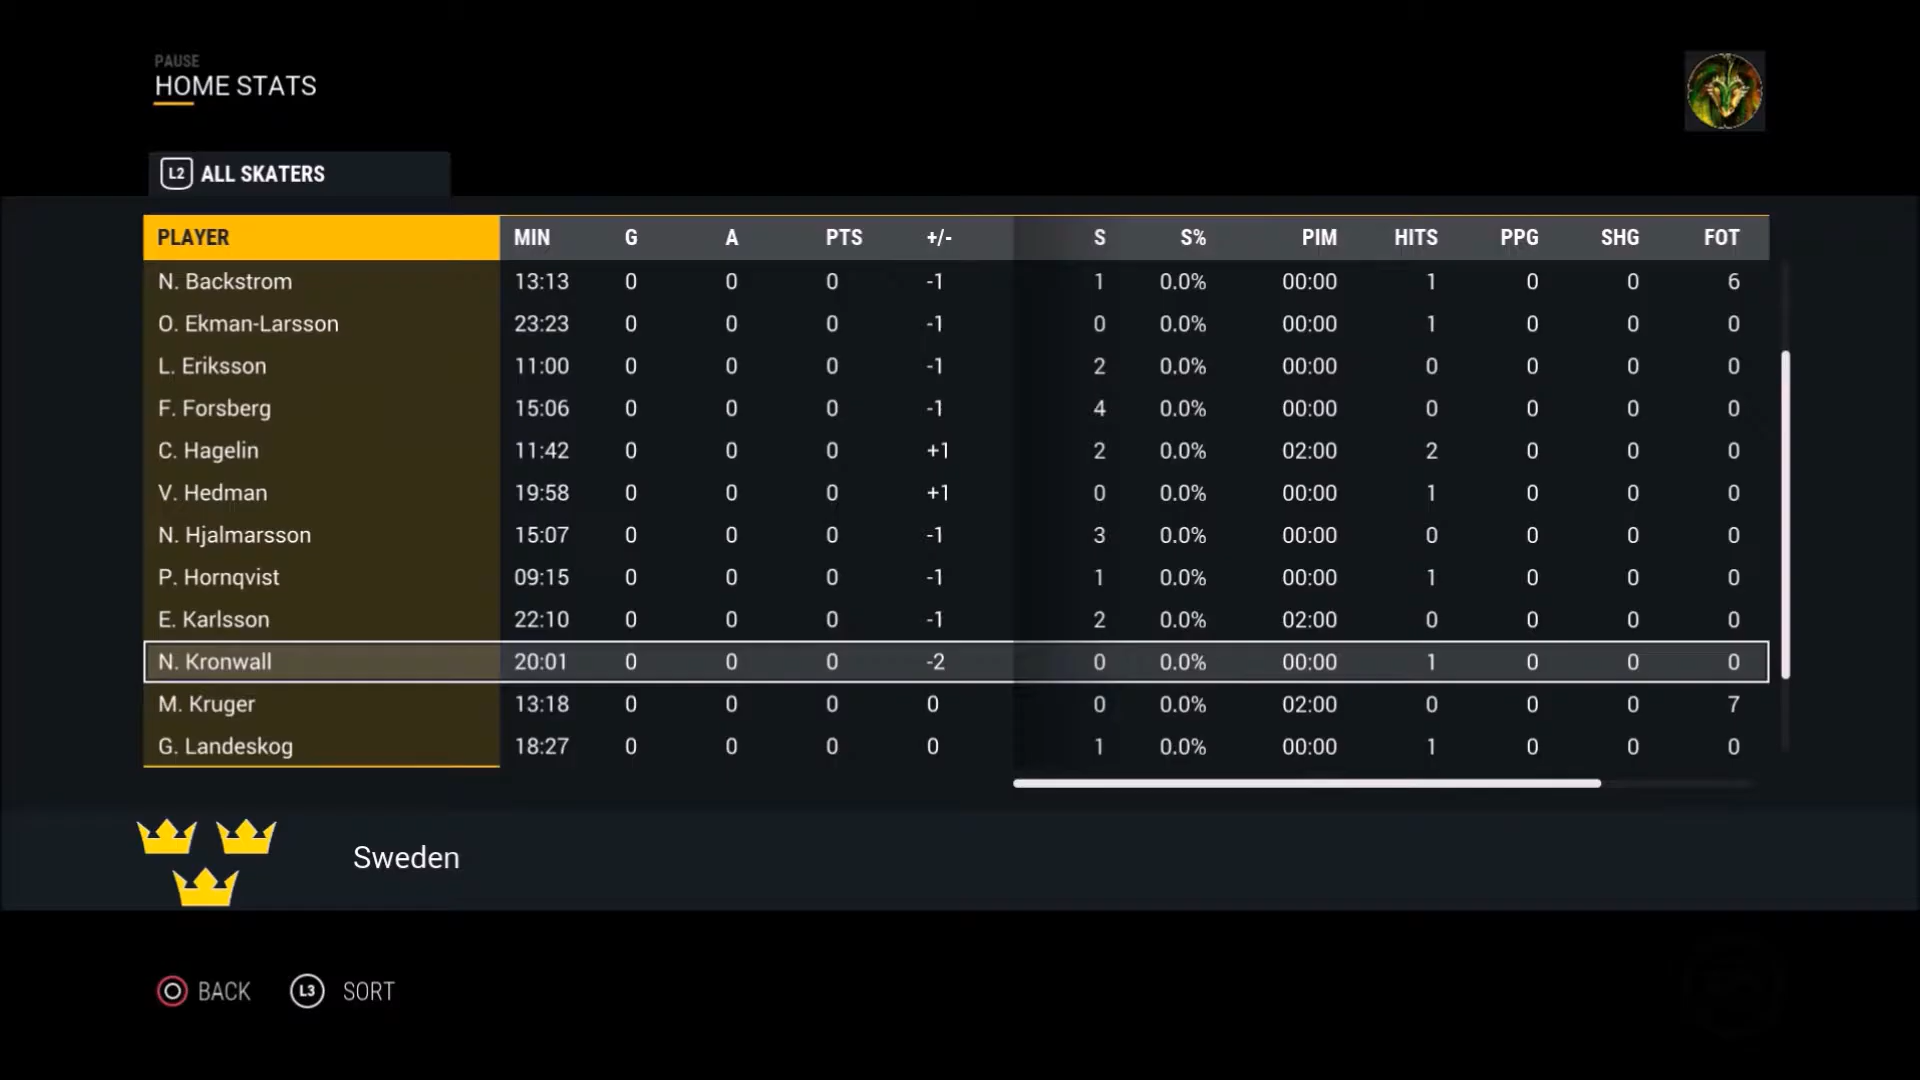 PAUSE
HOME STATS
L2 ALL SKATERS
PLAYER MIN G A PTS +/- S S% PIM HITS PPG SHG FOT
N. Backstrom 13:13 0 0 0 -1 1 0.0% 00:00 1 0 0 6
O. Ekman-Larsson 23:23 0 0 0 -1 0 0.0% 00:00 1 0 0 0
L. Eriksson 11:00 0 0 0 -1 2 0.0% 00:00 0 0 0 0
F. Forsberg 15:06 0 0 0 -1 4 0.0% 00:00 0 0 0 0
C. Hagelin 11:42 0 0 0 +1 2 0.0% 02:00 2 0 0 0
V. Hedman 19:58 0 0 0 +1 0 0.0% 00:00 1 0 0 0
N. Hjalmarsson 15:07 0 0 0 -1 3 0.0% 00:00 0 0 0 0
P. Hornqvist 09:15 0 0 0 -1 1 0.0% 00:00 1 0 0 0
E. Karlsson 22:10 0 0 0 -1 2 0.0% 02:00 0 0 0 0
N. Kronwall 20:01 0 0 0 -2 0 0.0% 00:00 1 0 0 0
M. Kruger 13:18 0 0 0 0 0 0.0% 02:00 0 0 0 7
G. Landeskog 18:27 0 0 0 0 1 0.0% 00:00 1 0 0 0
Sweden
BACK L3 SORT